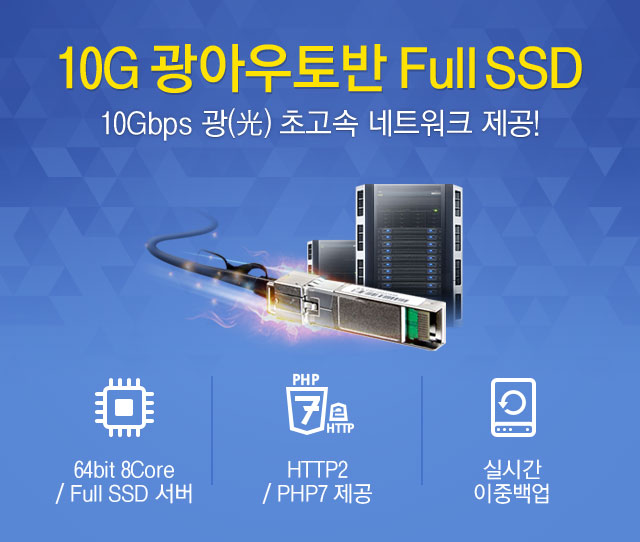 10G 광아우토반 Full SSD
10Gbps 광(光) 초고속 네트워크 제공!
PHP
7
HTTP
64bit 8Core
/ Full SSD 서버
HTTP2
/ PHP7 제공
실시간
이중백업